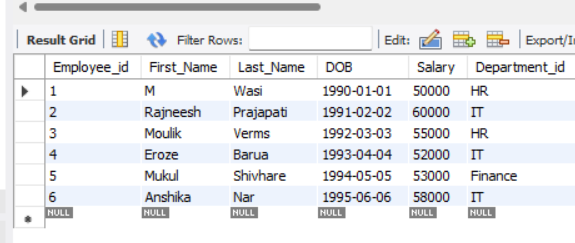 Result Grid Filter Rows: Edit: Export/I
Employee_id First_Name Last_Name DOB Salary Department_id
1 M Wasi 1990-01-01 50000 HR
2 Rajneesh Prajapati 1991-02-02 60000 IT
3 Moulik Verms 1992-03-03 55000 HR
4 Eroze Barua 1993-04-04 52000 IT
5 Mukul Shivhare 1994-05-05 53000 Finance
6 Anshika Nar 1995-06-06 58000 IT
NULL NULL NULL NULL NULL NULL